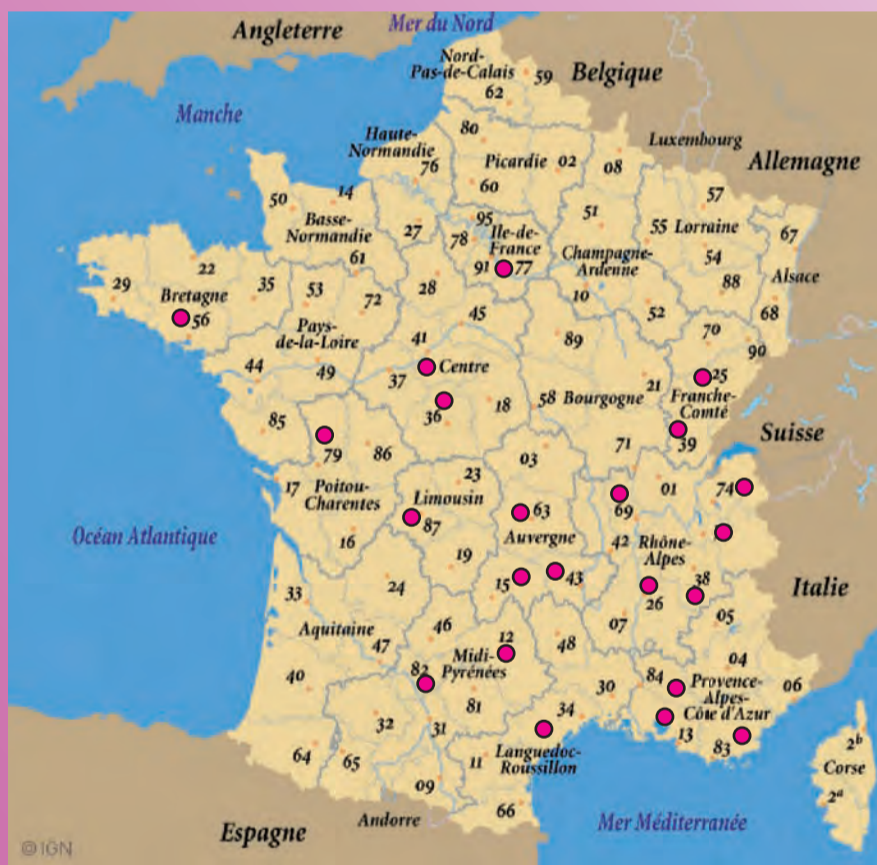 Mer du Nord
Angleterre
Nord-
Pas-de-Calais
59
Belgique
62
Manche
80
Haute-
Normandie
Luxembourg
Allemagne
Picardie
02
08
76
60
57
50
14
51
55
Lorraine
95
Ile-de-
France
67
Basse-
Normandie
27
78
Champagne-
Ardenne
54
22
61
91
77
88
Alsace
29
35
53
72
28
10
Bretagne
52
68
56
45
70
Pays-
de-la-Loire
41
89
90
44
49
37
Centre
25
21
Franche-
Comté
85
36
18
58
Bourgogne
Suisse
79
86
03
71
39
17
Poitou-
Charentes
23
01
74
Limousin
87
63
69
Océan Atlantique
16
Auvergne
42
Rhône-
Alpes
19
24
15
43
38
Italie
33
26
05
Aquitaine
46
12
48
07
47
Midi-
Pyrénées
04
40
82
84
Provence-
Alpes-
Côte d'Azur
06
30
81
34
32
31
13
83
2b
64
65
11
Languedoc-
Roussillon
Corse
09
2a
66
Andorre
Espagne
Mer Méditerranée
© IGN